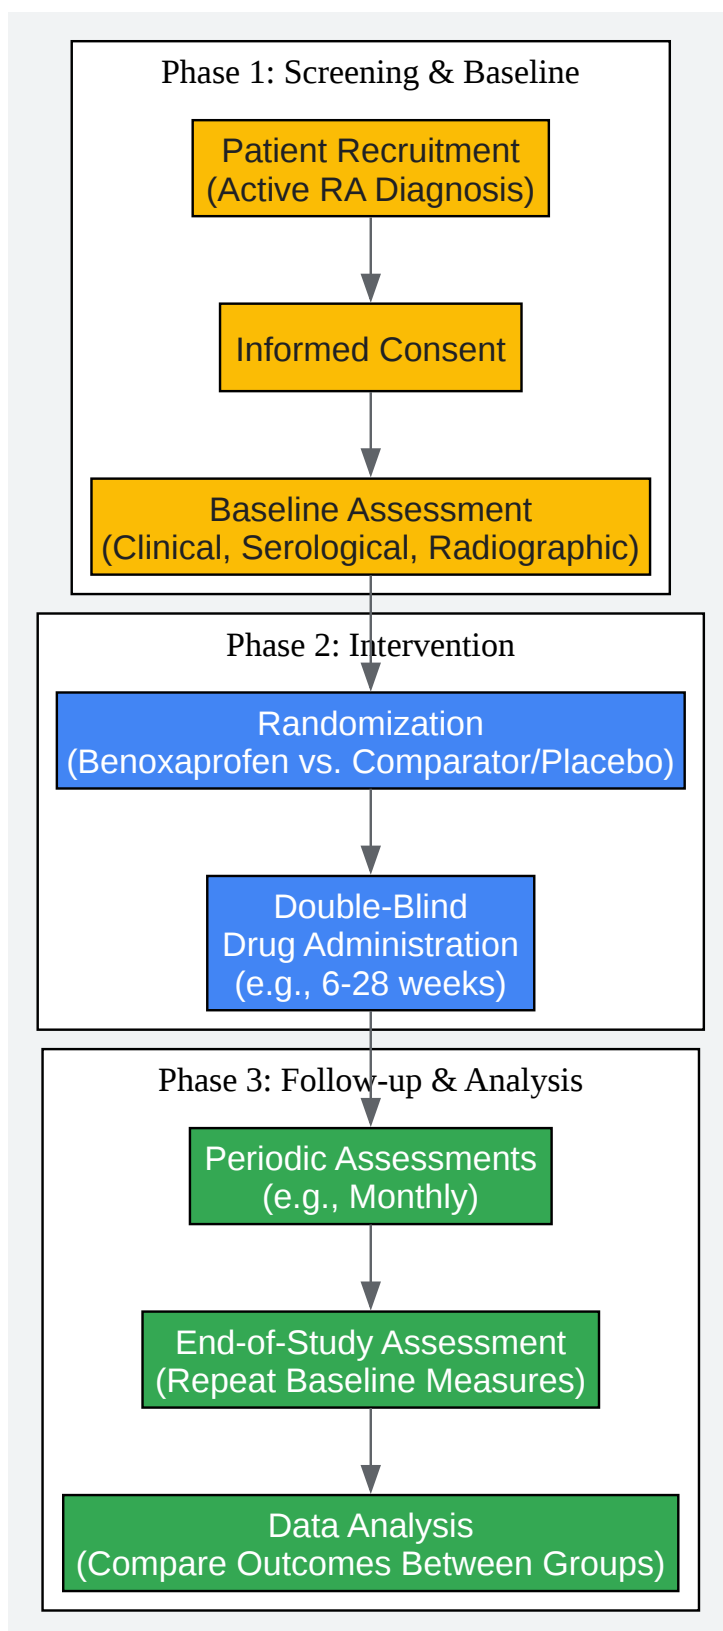 Phase 1: Screening & Baseline
Patient Recruitment
(Active RA Diagnosis)
Informed Consent
Baseline Assessment
(Clinical, Serological, Radiographic)
Phase 2: Intervention
Randomization
(Benoxaprofen vs. Comparator/Placebo)
Double-Blind
Drug Administration
(e.g., 6-28 weeks)
Phase 3: Follow-up & Analysis
Periodic Assessments
(e.g., Monthly)
End-of-Study Assessment
(Repeat Baseline Measures)
Data Analysis
(Compare Outcomes Between Groups)